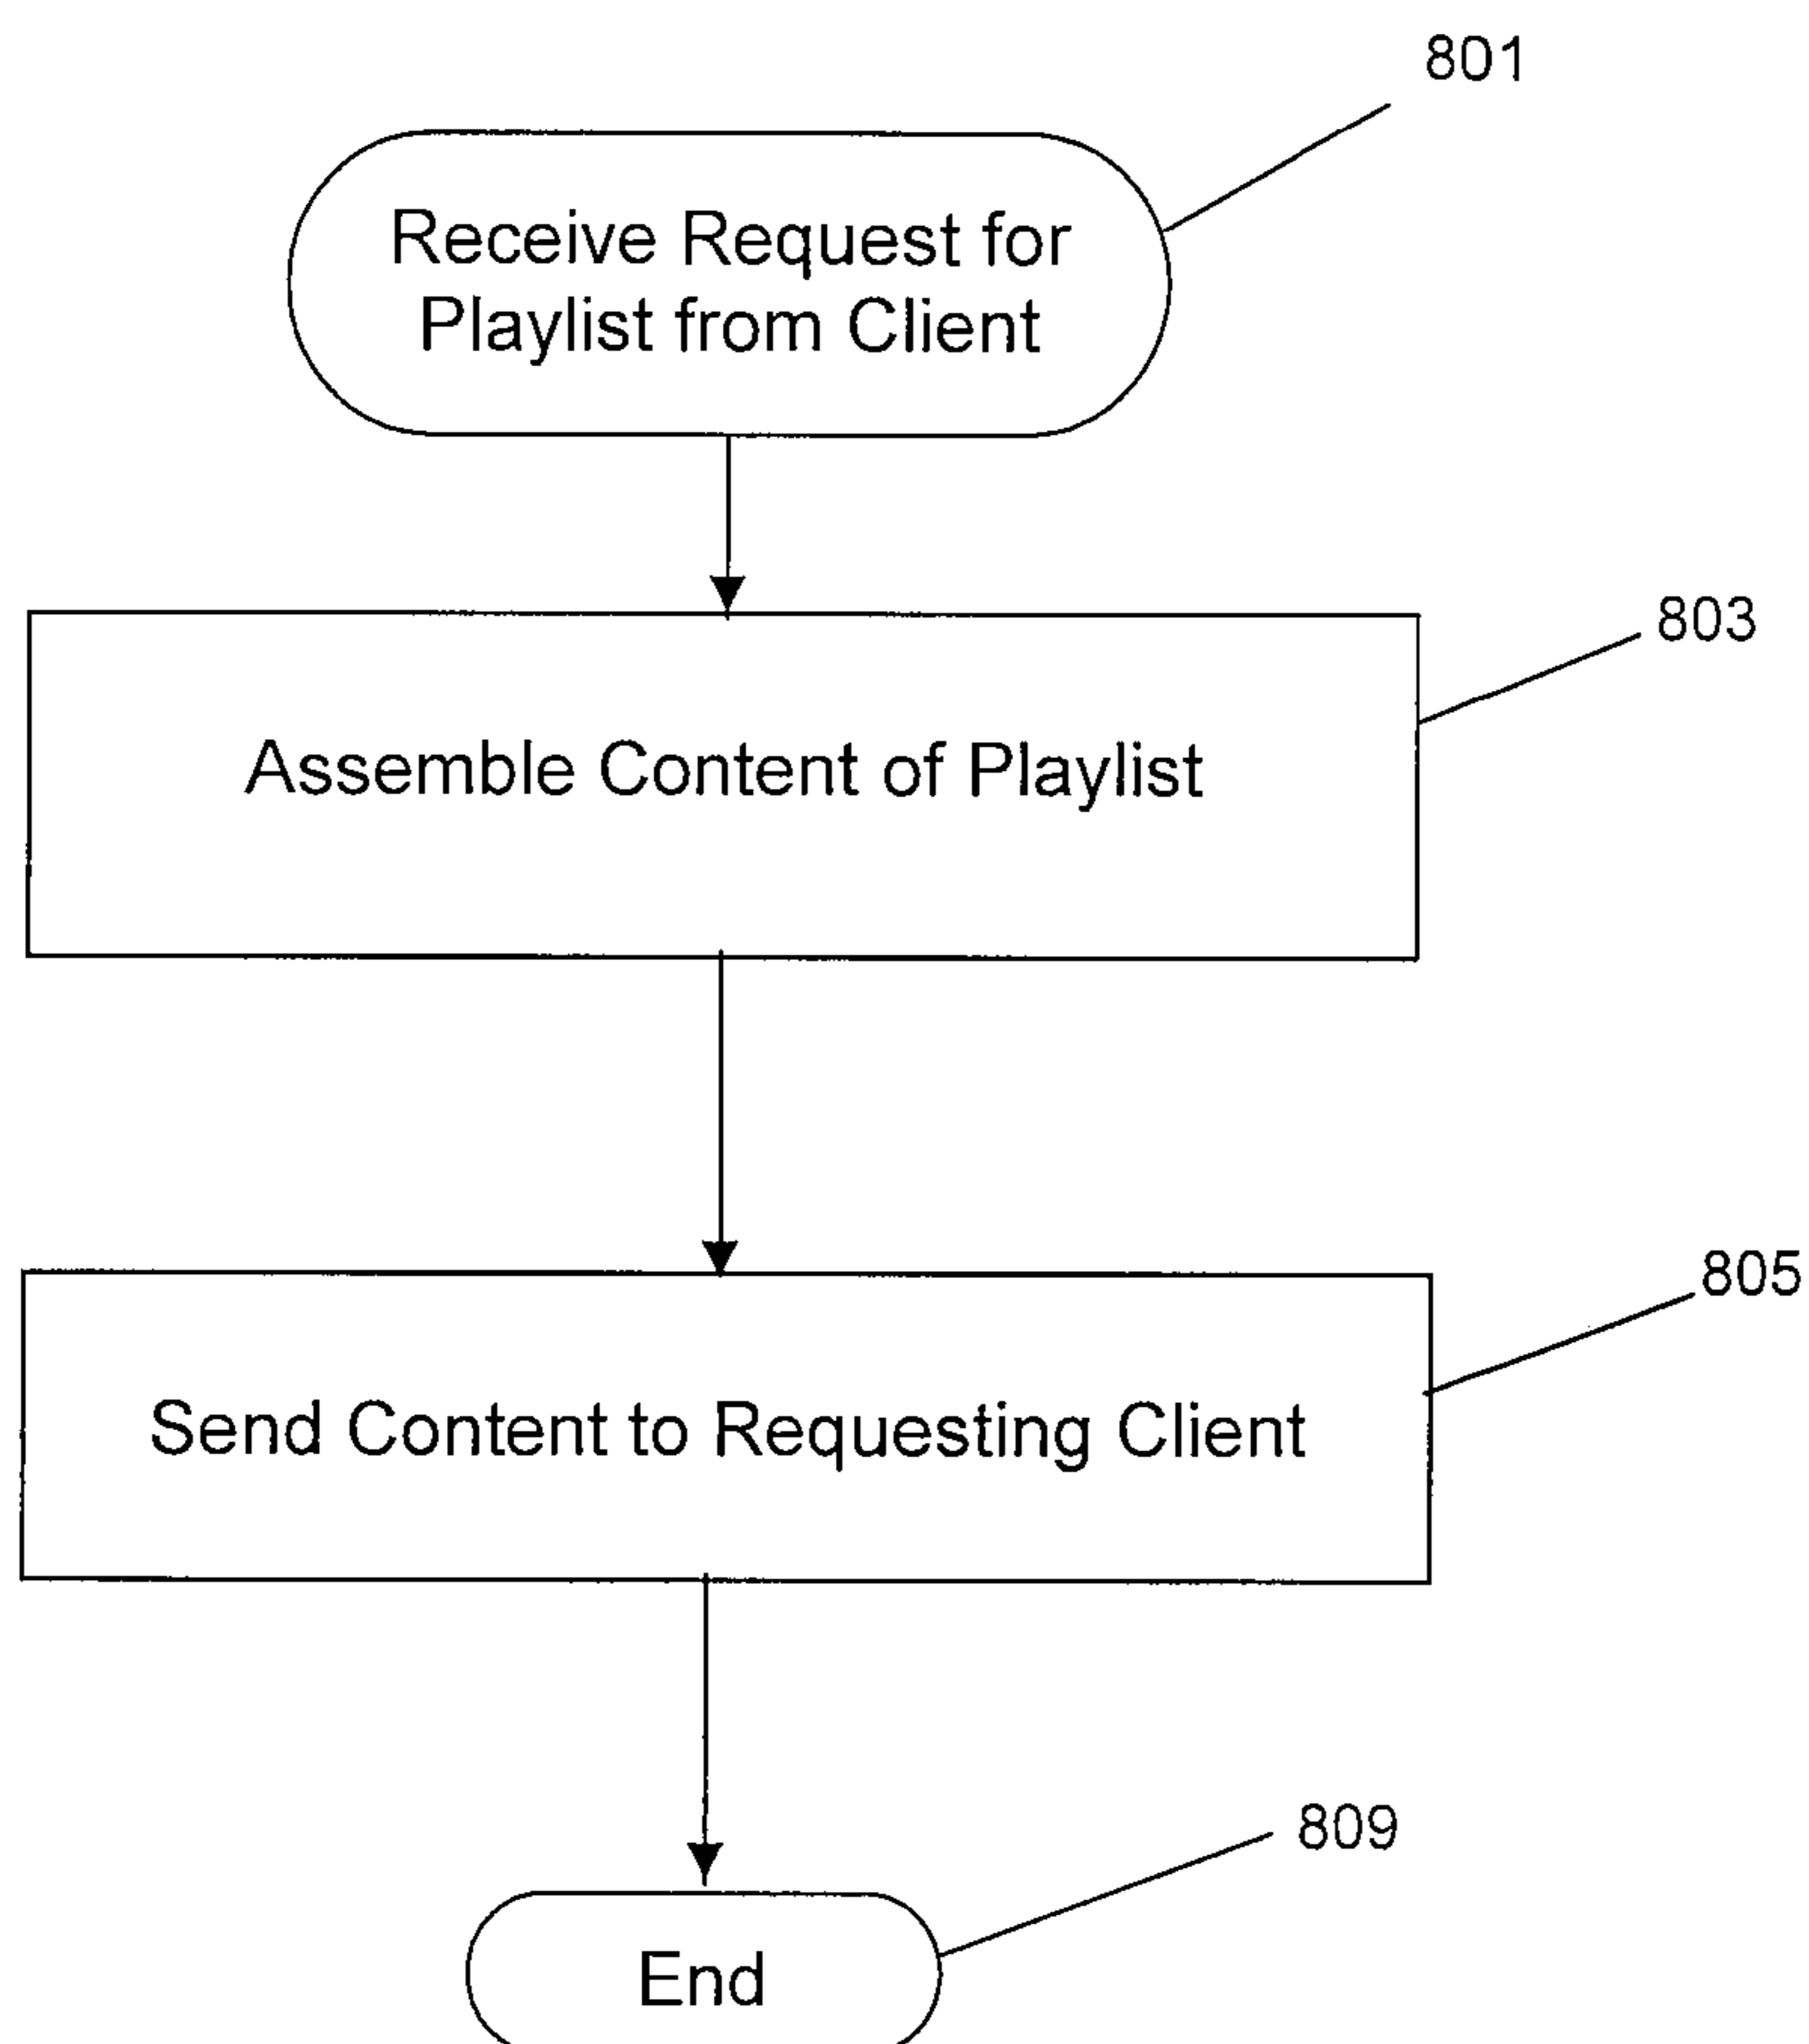 801
Receive Request for
Playlist from Client
803
Assemble Content of Playlist
805
Send Content to Requesting Client
809
End